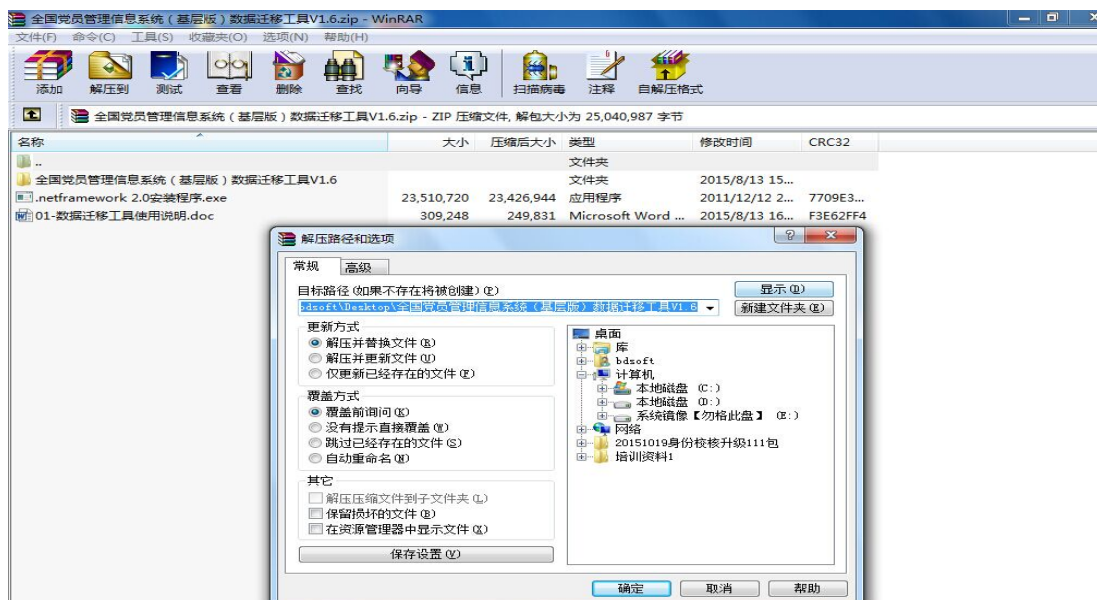 全国党员管理信息系统（基层版）数据迁移工具V1.6.zip - WinRAR
文件(F) 命令(C) 工具(S) 收藏夹(O) 选项(N) 帮助(H)
添加 解压到 测试 查看 删除 查找 向导 信息 扫描病毒 注释 自解压格式
全国党员管理信息系统（基层版）数据迁移工具V1.6.zip - ZIP 压缩文件, 解包大小为 25,040,987 字节
名称 大小 压缩后大小 类型 修改时间 CRC32
.. 文件夹
全国党员管理信息系统（基层版）数据迁移工具V1.6 文件夹 2015/8/13 15...
.netframework 2.0安装程序.exe 23,510,720 23,426,944 应用程序 2011/12/12 2... 7709E3...
01-数据迁移工具使用说明.doc 309,248 249,831 Microsoft Word ... 2015/8/13 16... F3E62FF4
解压路径和选项
常规 高级
目标路径(如果不存在将被创建)(P)
显示(D)
bdsoft\Desktop\全国党员管理信息系统（基层版）数据迁移工具V1.6
新建文件夹(E)
更新方式
解压并替换文件(R)
解压并更新文件(U)
仅更新已经存在的文件(F)
覆盖方式
覆盖前询问(K)
没有提示直接覆盖(W)
跳过已经存在的文件(S)
自动重命名(N)
其它
解压压缩文件到子文件夹(L)
保留损坏的文件(B)
在资源管理器中显示文件(X)
保存设置(V)
桌面
库
bdsoft
计算机
本地磁盘 (C:)
本地磁盘 (D:)
系统镜像【勿格此盘】 (E:)
网络
20151019身份校核升级111包
培训资料1
确定 取消 帮助